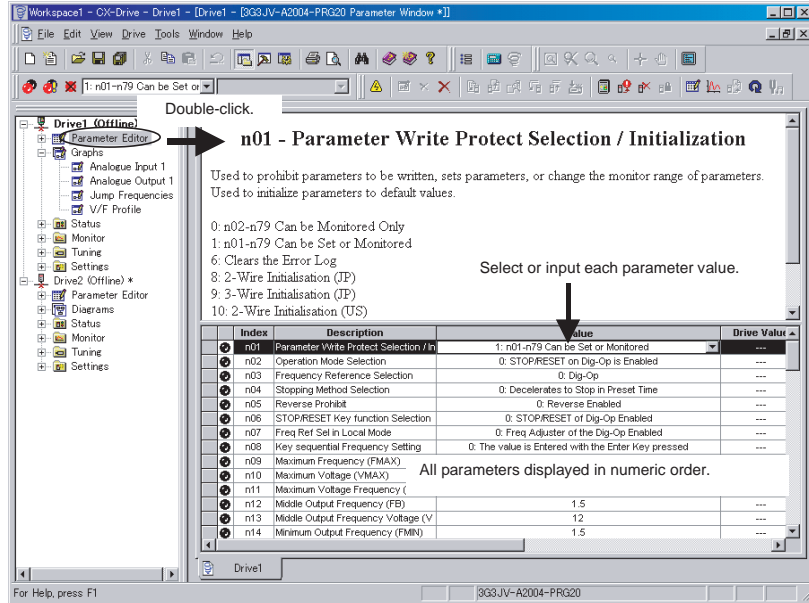 Workspace1 - CX-Drive - Drive1 - [Drive1 - [3G3JV-A2004-PRG20 Parameter Window *]]
File Edit View Drive Tools Window Help
1: n01-n79 Can be Set or
Double-click.
Drive1 (Offline)
Parameter Editor
Graphs
Analogue Input 1
Analogue Output 1
Jump Frequencies
V/F Profile
Status
Monitor
Tuning
Settings
Drive2 (Offline) *
Parameter Editor
Diagrams
Status
Monitor
Tuning
Settings
n01 - Parameter Write Protect Selection / Initialization
Used to prohibit parameters to be written, sets parameters, or change the monitor range of parameters.
Used to initialize parameters to default values.
0: n02-n79 Can be Monitored Only
1: n01-n79 Can be Set or Monitored
6: Clears the Error Log
8: 2-Wire Initialisation (JP)
9: 3-Wire Initialisation (JP)
10: 2-Wire Initialisation (US)
Select or input each parameter value.
Index Description alue Drive Value
n01 Parameter Write Protect Selection / In 1: n01-n79 Can be Set or Monitored ---
n02 Operation Mode Selection 0: STOP/RESET on Dig-Op is Enabled ---
n03 Frequency Reference Selection 0: Dig-Op ---
n04 Stopping Method Selection 0: Decelerates to Stop in Preset Time ---
n05 Reverse Prohibit 0: Reverse Enabled ---
n06 STOP/RESET Key function Selection 0: STOP/RESET of Dig-Op Enabled ---
n07 Freq Ref Sel in Local Mode 0: Freq Adjuster of the Dig-Op Enabled ---
n08 Key sequential Frequency Setting 0: The value is Entered with the Enter Key pressed ---
n09 Maximum Frequency (FMAX)
n10 Maximum Voltage (VMAX)
n11 Maximum Voltage Frequency (
All parameters displayed in numeric order.
n12 Middle Output Frequency (FB) 1.5 ---
n13 Middle Output Frequency Voltage (V 12 ---
n14 Minimum Output Frequency (FMIN) 1.5 ---
Drive1
For Help, press F1
3G3JV-A2004-PRG20